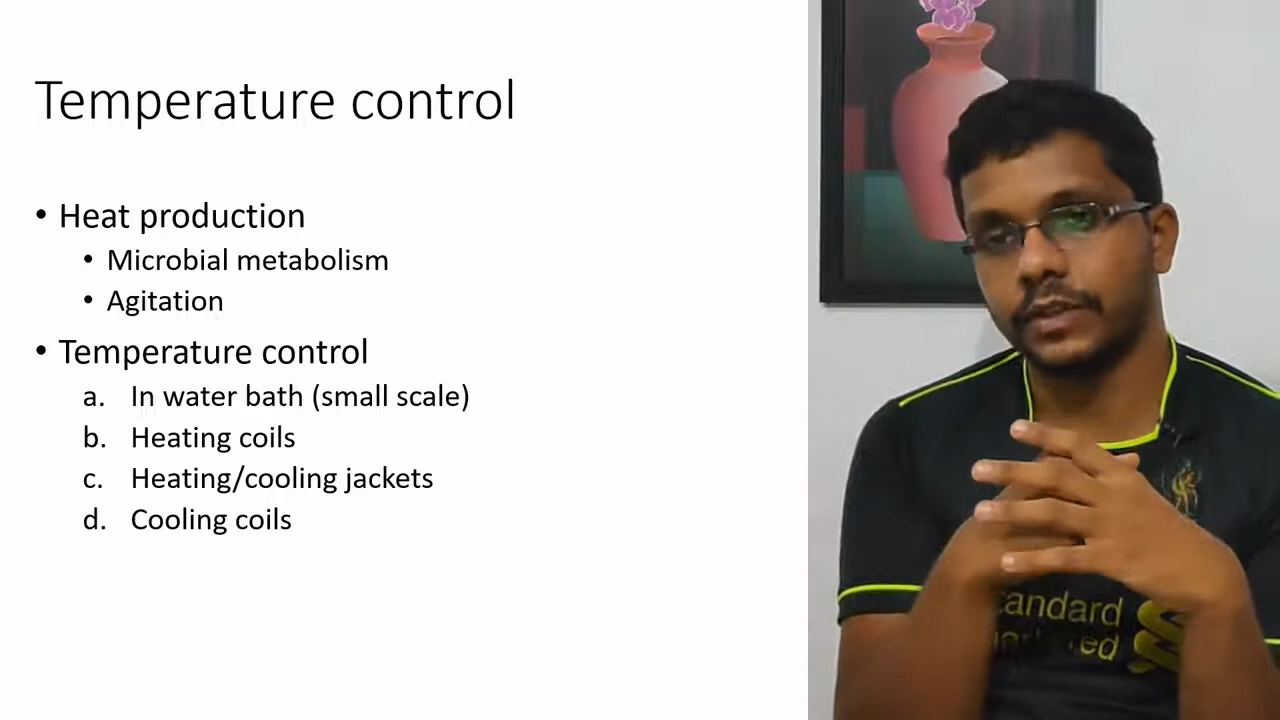 Temperature control
• Heat production
• Microbial metabolism
• Agitation
• Temperature control
a. In water bath (small scale)
b. Heating coils
c. Heating/cooling jackets
d. Cooling coils
tandard